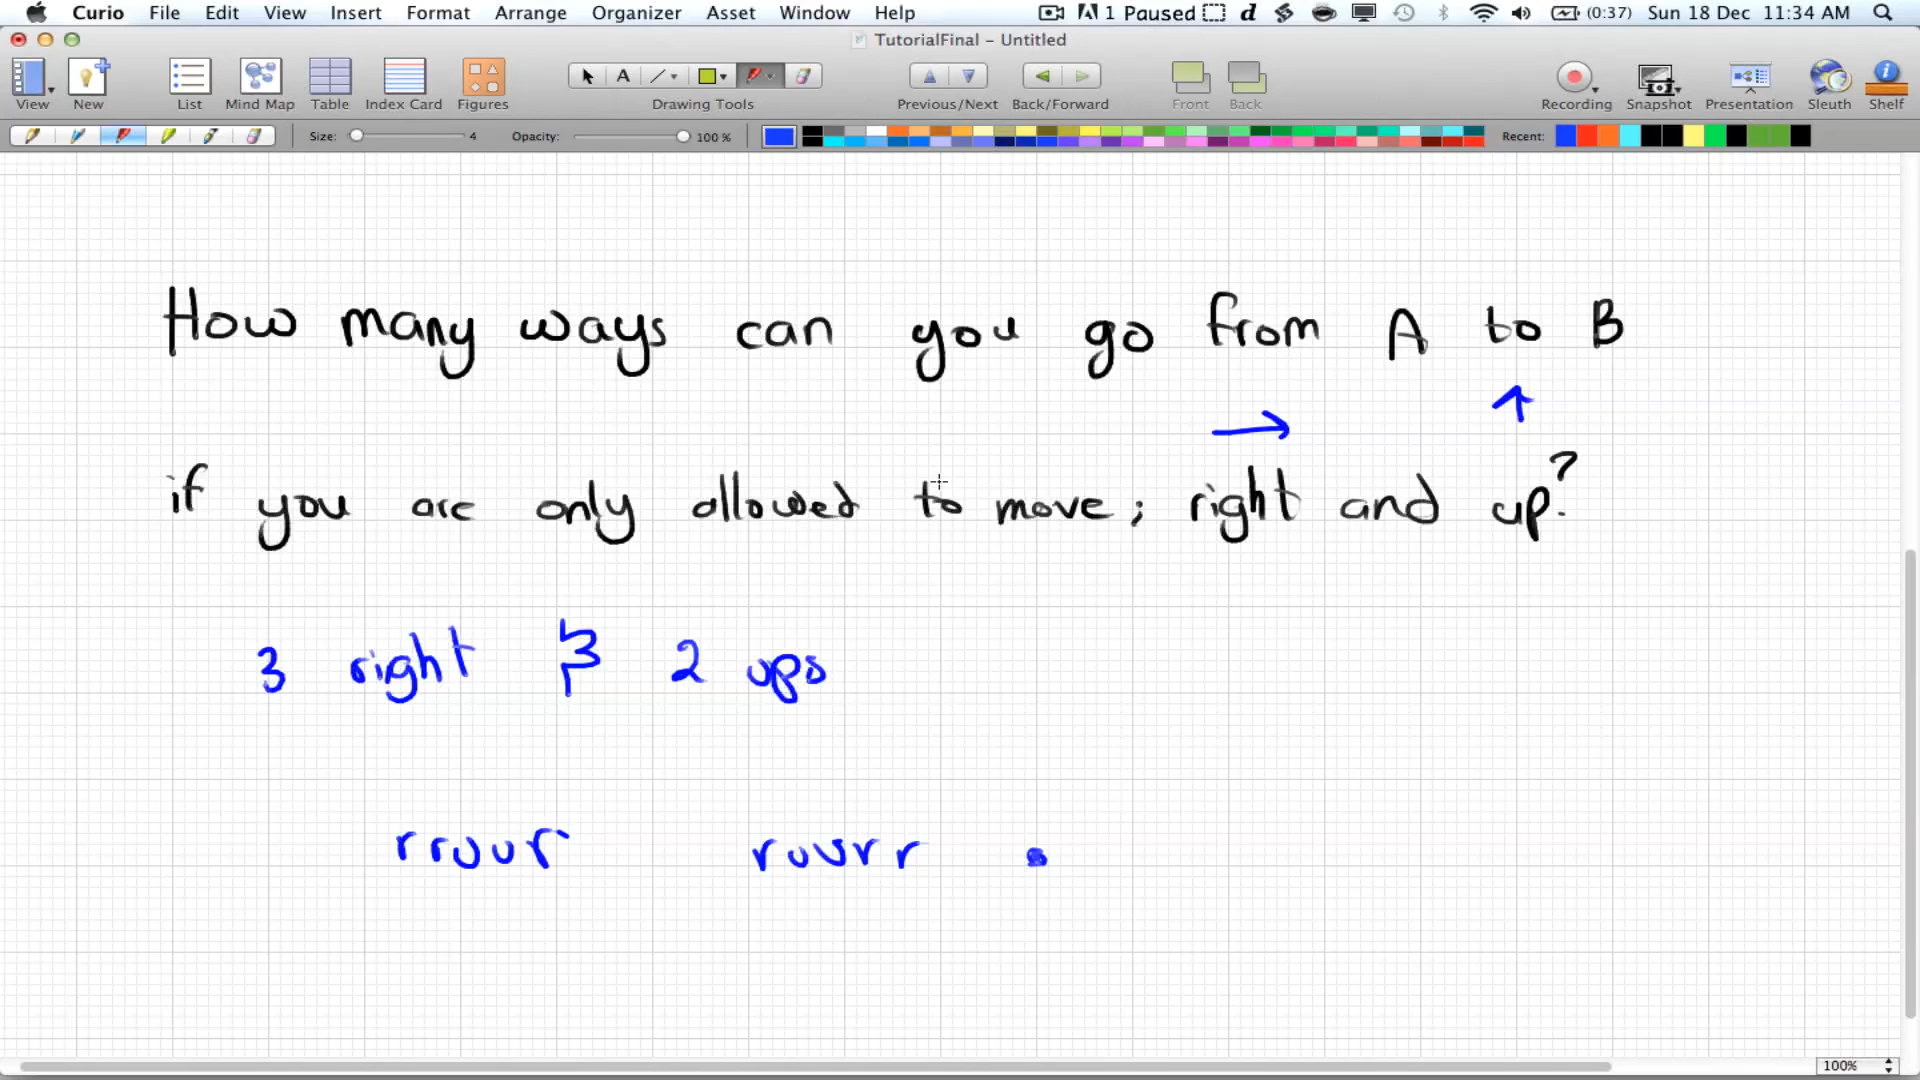 Curio File Edit View Insert Format Arrange Organizer Asset Window Help 1 Paused (0:37) Sun 18 Dec 11:34 AM
TutorialFinal – Untitled
View New List Mind Map Table Index Card Figures Drawing Tools Previous/Next Back/Forward Front Back Recording Snapshot Presentation Sleuth Shelf
Size: 4 Opacity: 100 % Recent:
How many ways can you go from A to B
if you are only allowed to move; right and up?
3 right & 2 ups
rruur ruurr
100%